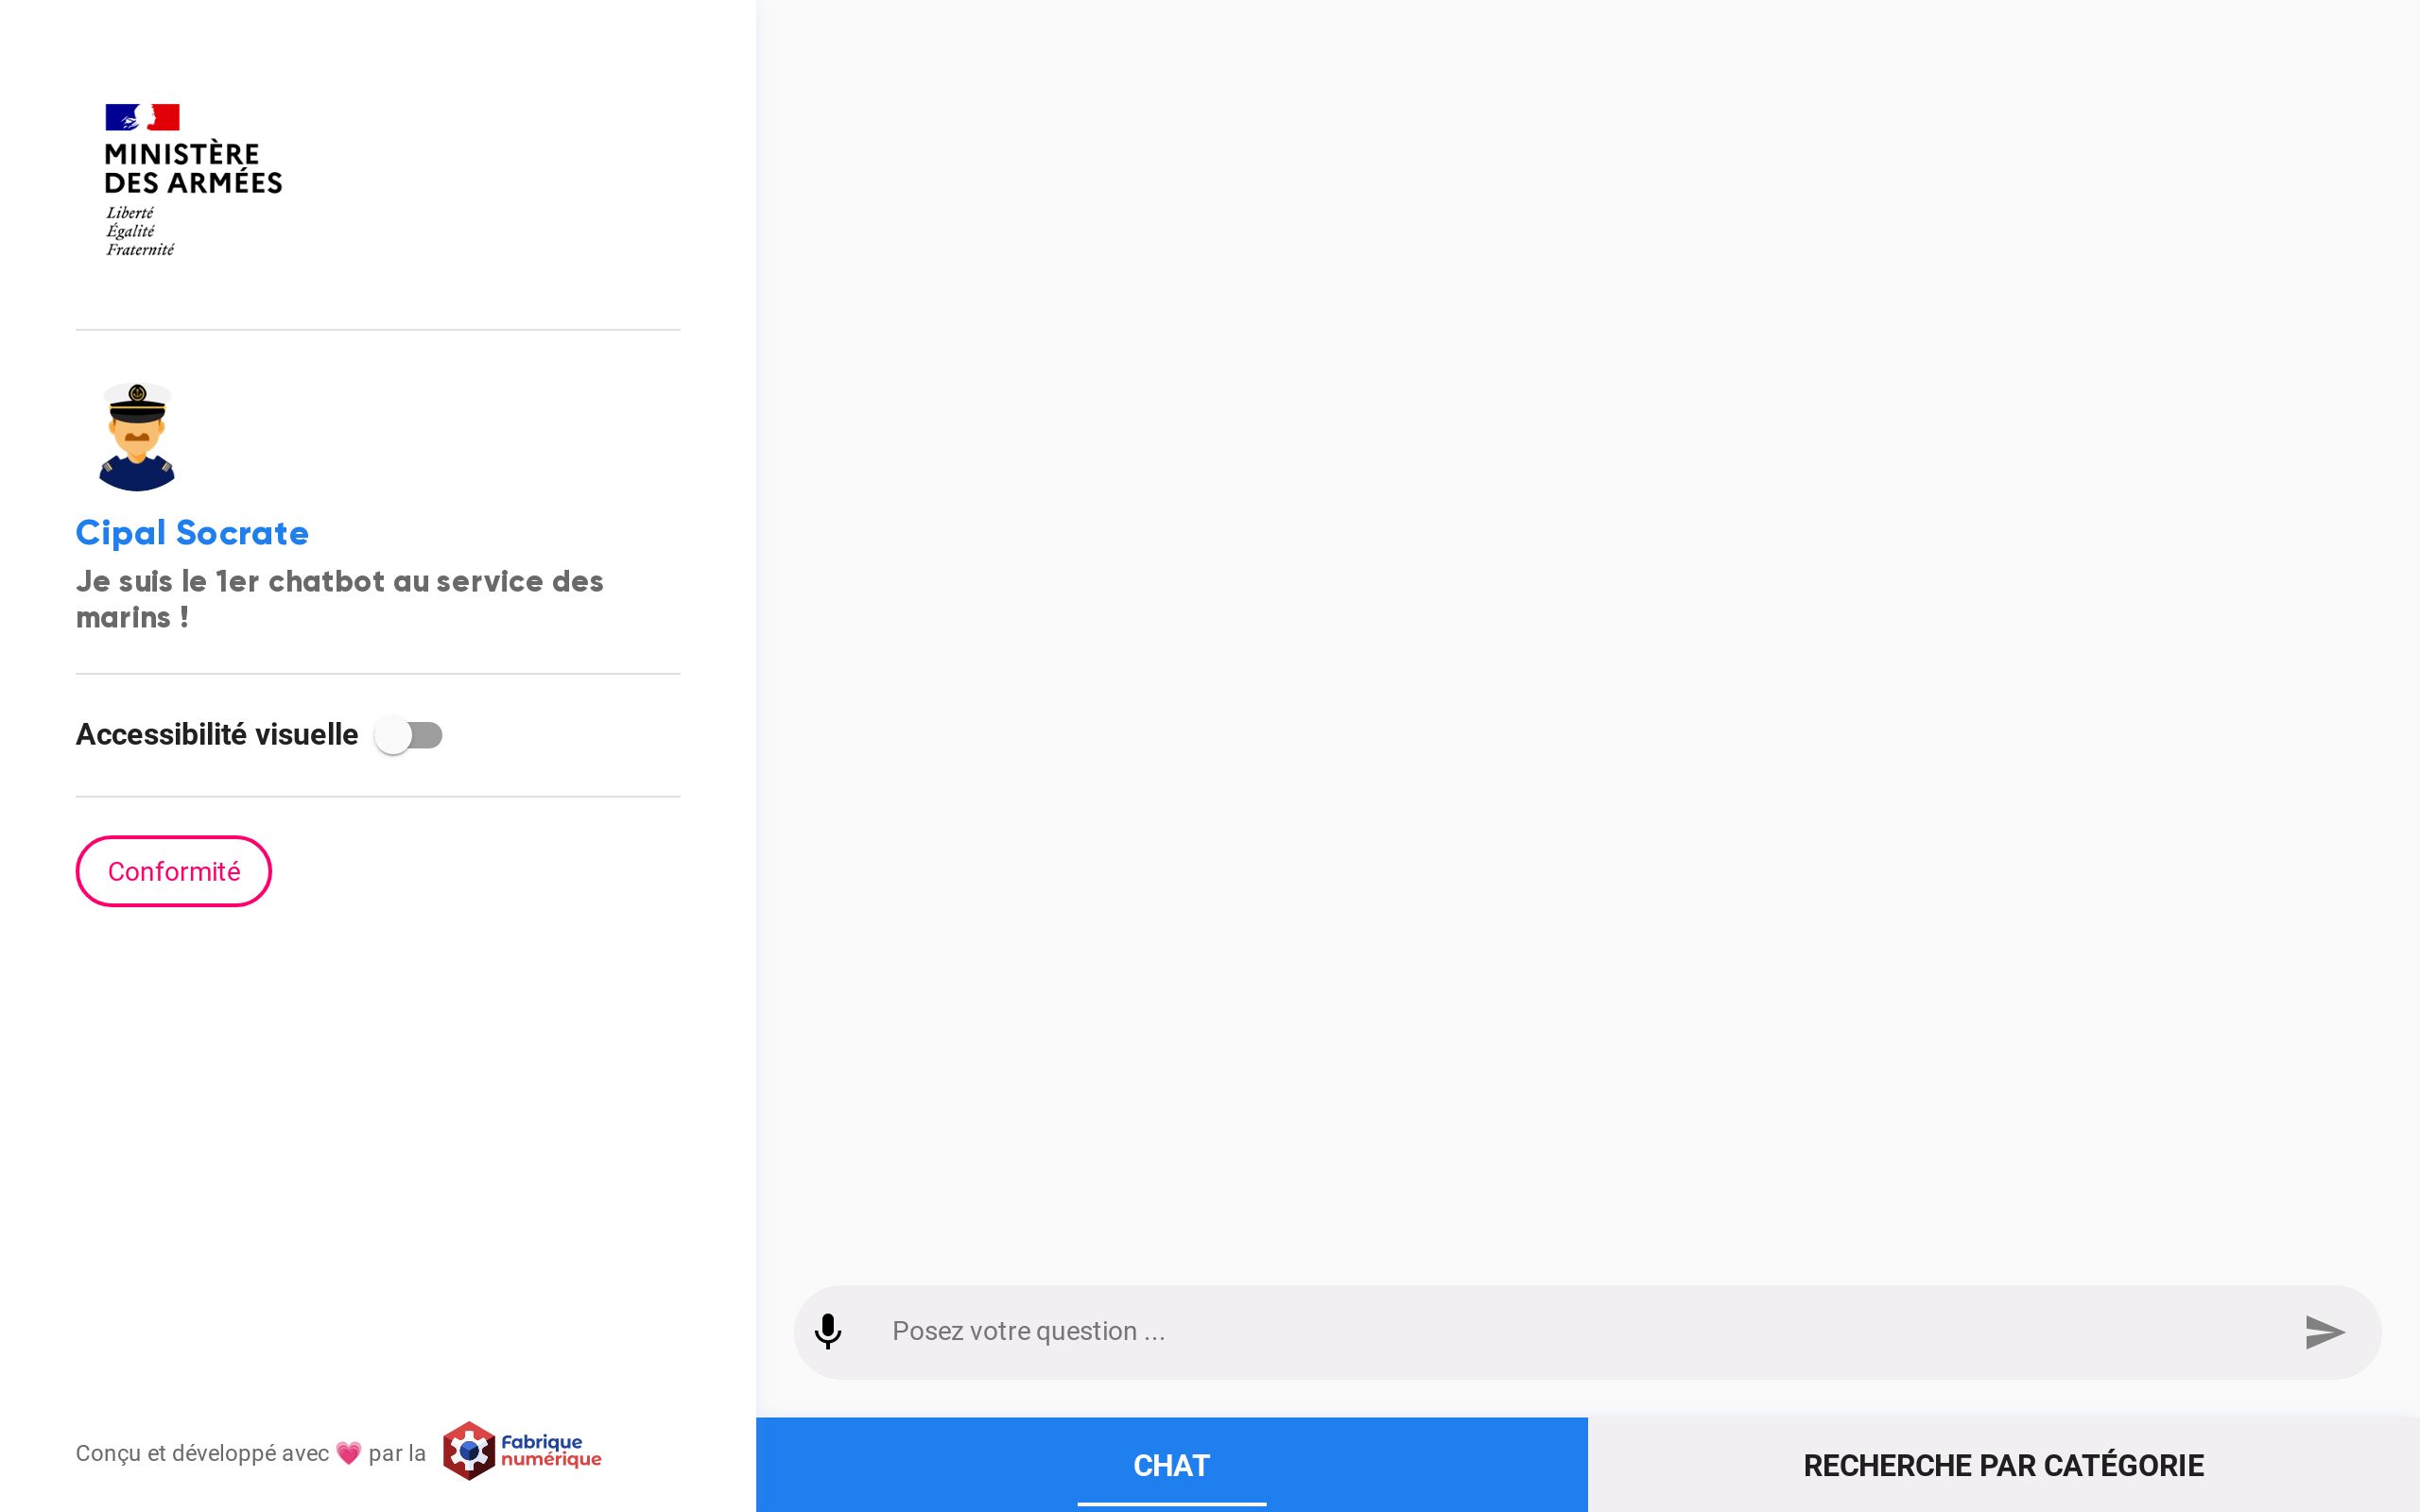 MINISTÈRE
DES ARMÉES
Liberté
Égalité
Fraternité
Cipal Socrate
Je suis le 1er chatbot au service des
marins !
Accessibilité visuelle
Conformité
Conçu et développé avec 💗 par la
Fabrique
numérique
Posez votre question ...
CHAT
RECHERCHE PAR CATÉGORIE